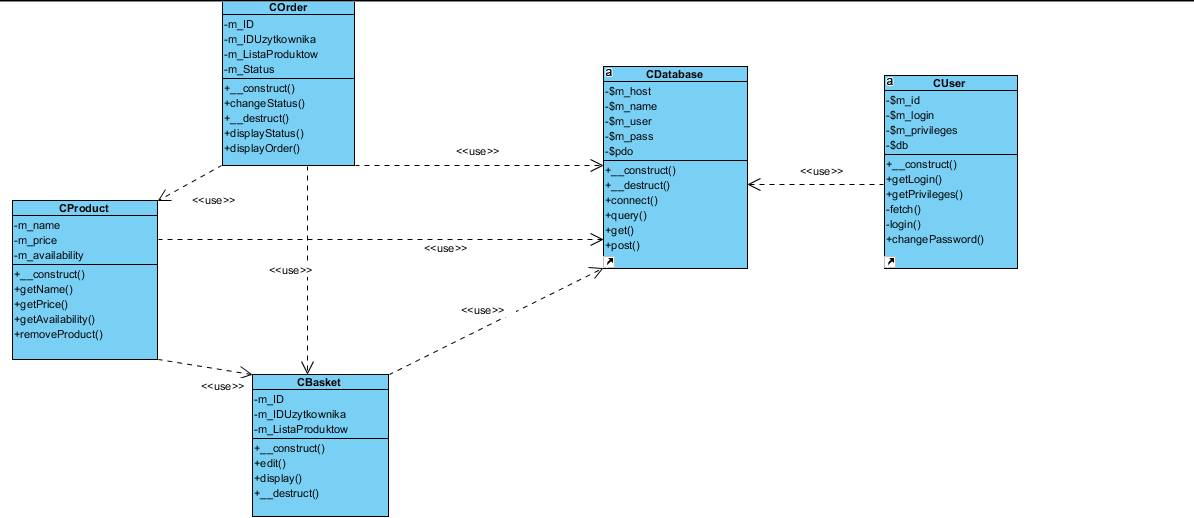 COrder
-m_ID
-m_IDUzytkownika
-m_ListaProduktow
-m_Status
+__construct()
+changeStatus()
+__destruct()
+displayStatus()
+displayOrder()
a
CDatabase
-$m_host
-$m_name
-$m_user
-$m_pass
-$pdo
+__construct()
+__destruct()
+connect()
+query()
+get()
+post()
a
CUser
-$m_id
-$m_login
-$m_privileges
-$db
+__construct()
+getLogin()
+getPrivileges()
-fetch()
-login()
+changePassword()
<<use>>
<<use>>
<<use>>
CProduct
-m_name
-m_price
-m_availability
+__construct()
+getName()
+getPrice()
+getAvailability()
+removeProduct()
<<use>>
<<use>>
<<use>>
<<use>>
CBasket
-m_ID
-m_IDUzytkownika
-m_ListaProduktow
+__construct()
+edit()
+display()
+__destruct()